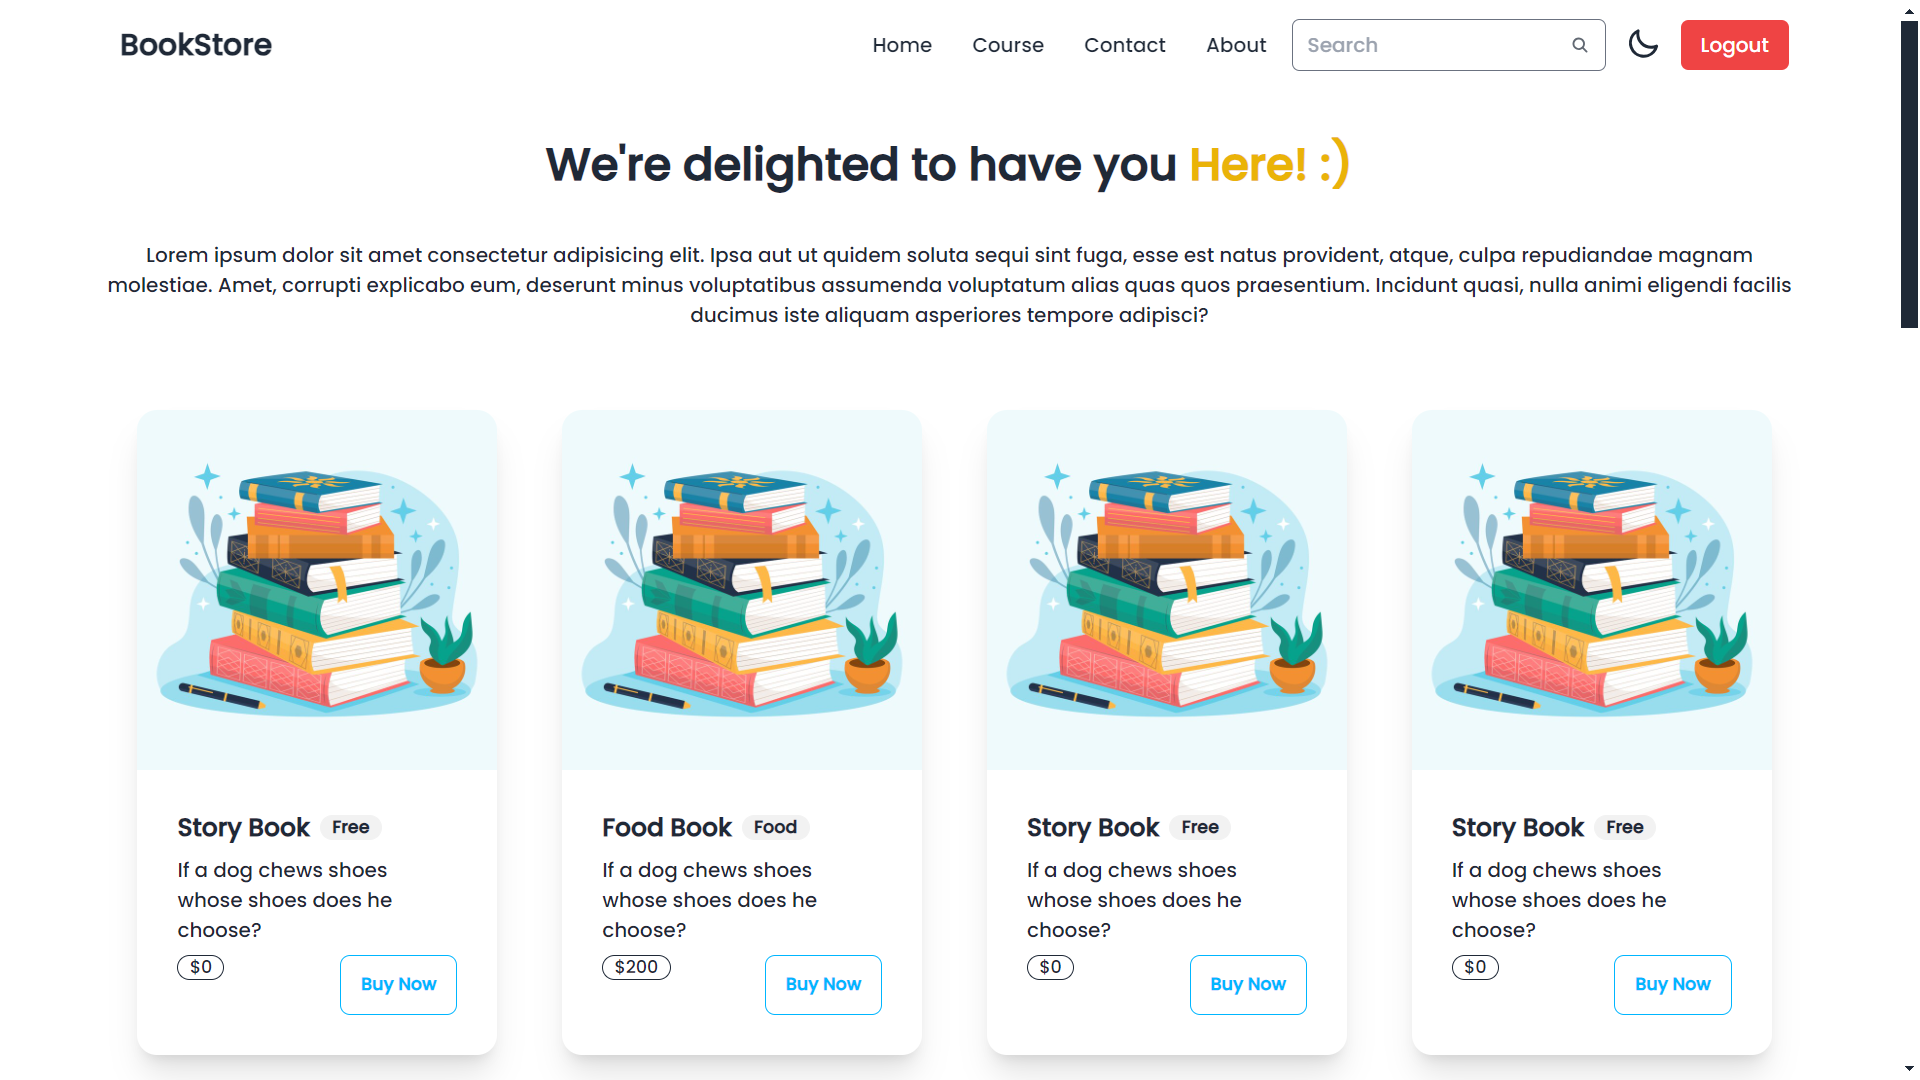 BookStore
Home
Course
Contact
About
Search
Logout
We're delighted to have you Here! :)
Lorem ipsum dolor sit amet consectetur adipisicing elit. Ipsa aut ut quidem soluta sequi sint fuga, esse est natus provident, atque, culpa repudiandae magnam
molestiae. Amet, corrupti explicabo eum, deserunt minus voluptatibus assumenda voluptatum alias quas quos praesentium. Incidunt quasi, nulla animi eligendi facilis
ducimus iste aliquam asperiores tempore adipisci?
Story Book Free
If a dog chews shoes
whose shoes does he
choose?
$0
Buy Now
Food Book Food
If a dog chews shoes
whose shoes does he
choose?
$200
Buy Now
Story Book Free
If a dog chews shoes
whose shoes does he
choose?
$0
Buy Now
Story Book Free
If a dog chews shoes
whose shoes does he
choose?
$0
Buy Now